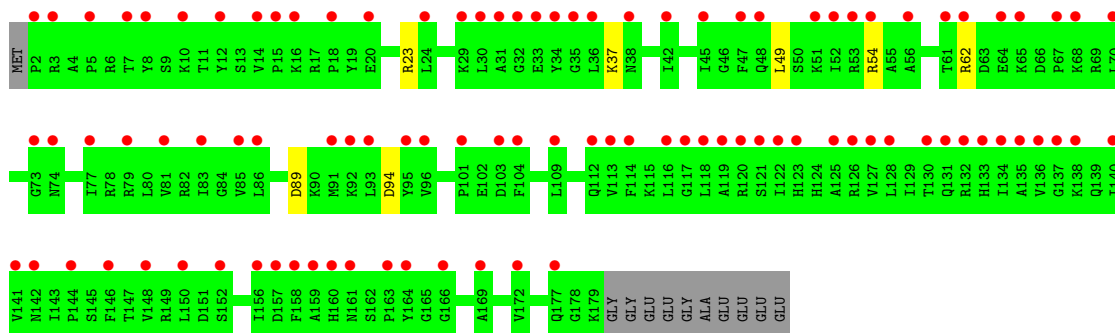 MET P2 R3 A4 P5 R6 T7 Y8 S9 K10 T11 Y12 S13 V14 P15 K16 R17 P18 Y19 E20 R23 L24 K29 L30 A31 G32 E33 Y34 G35 L36 K37 N38 I42 I45 G46 F47 Q48 L49 S50 K51 I52 R53 R54 A55 A56 T61 R62 D63 E64 K65 D66 P67 K68 R69 L70
G73 N74 I77 R78 R79 L80 V81 R82 I83 G84 V85 L86 D89 K90 M91 K92 L93 D94 Y95 V96 P101 E102 D103 F104 L109 Q112 V113 F114 K115 L116 G117 L118 A119 R120 S121 I122 H123 H124 A125 R126 V127 L128 I129 T130 Q131 R132 H133 I134 A135 V136 G137 K138 Q139 I140
V141 N142 I143 P144 S145 F146 T147 V148 R149 L150 D151 S152 I156 D157 F158 A159 H160 N161 S162 P163 Y164 G165 G166 A169 V172 Q177 G178 K179 GLY GLY GLU GLU GLY ALA GLU GLU GLU GLU